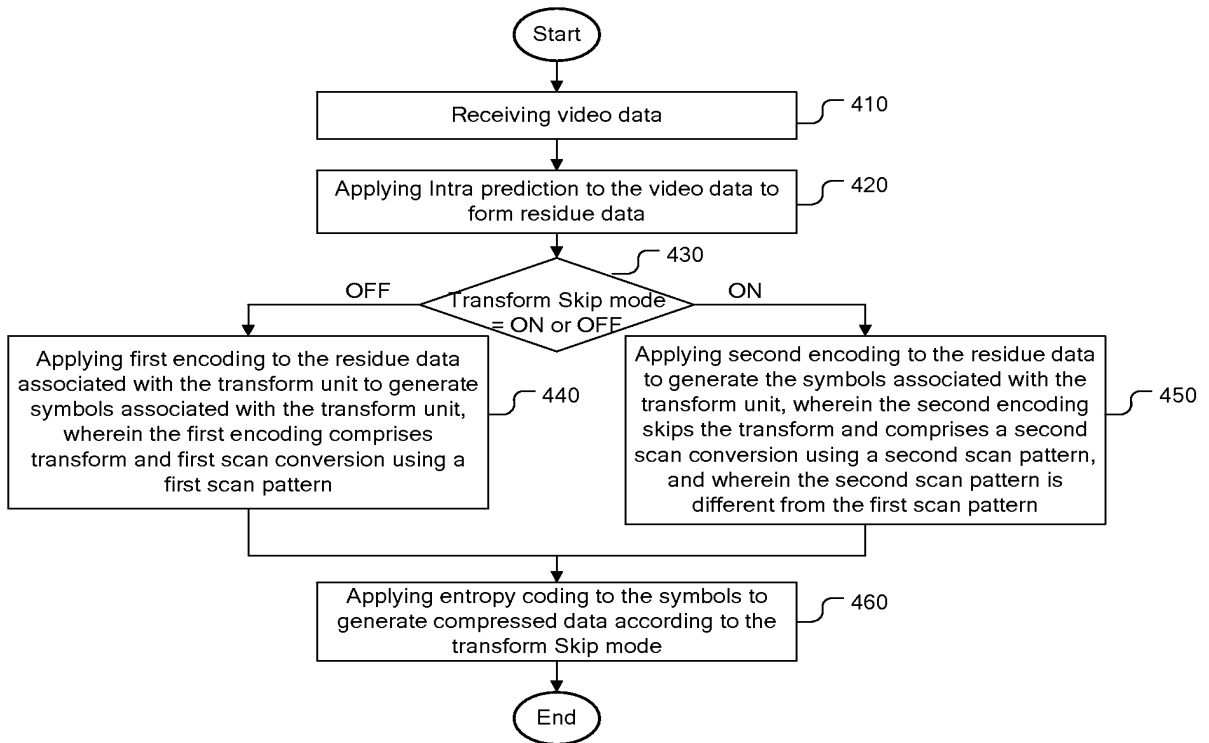 Start
Receiving video data
410
Applying Intra prediction to the video data to
form residue data
420
430
Transform Skip mode
= ON or OFF
OFF
ON
Applying first encoding to the residue data
associated with the transform unit to generate
symbols associated with the transform unit,
wherein the first encoding comprises
transform and first scan conversion using a
first scan pattern
440
Applying second encoding to the residue data
to generate the symbols associated with the
transform unit, wherein the second encoding
skips the transform and comprises a second
scan conversion using a second scan pattern,
and wherein the second scan pattern is
different from the first scan pattern
450
Applying entropy coding to the symbols to
generate compressed data according to the
transform Skip mode
460
End